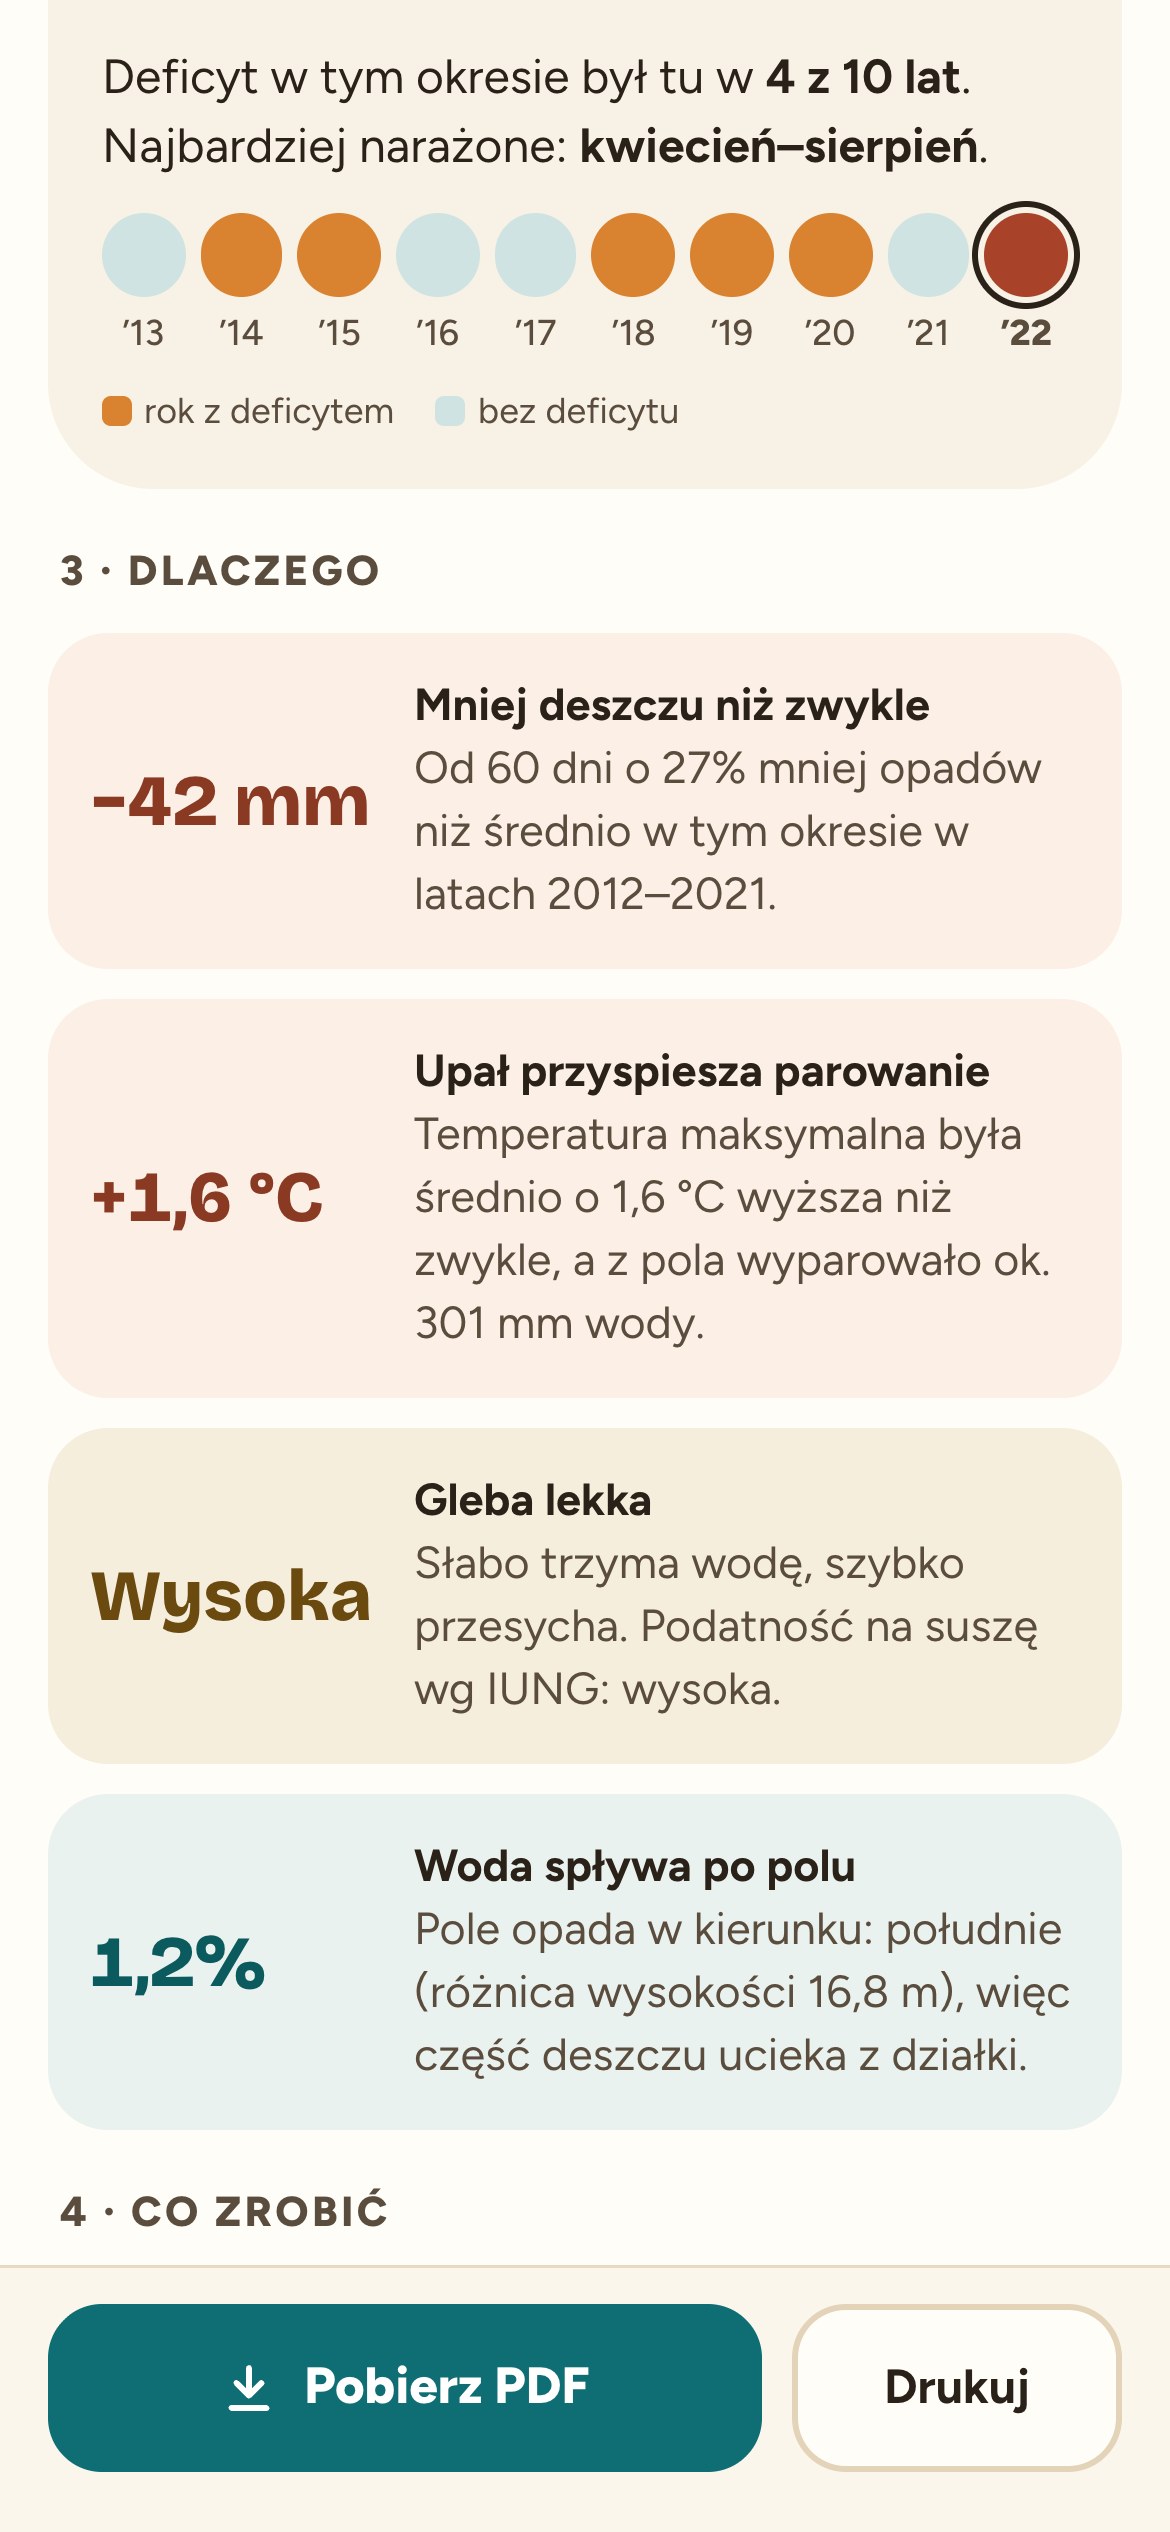 Deficyt w tym okresie był tu w 4 z 10 lat.
Najbardziej narażone: kwiecień–sierpień.
’13 ’14 ’15 ’16 ’17 ’18 ’19 ’20 ’21 ’22
rok z deficytem bez deficytu
3 · DLACZEGO
−42 mm
Mniej deszczu niż zwykle
Od 60 dni o 27% mniej opadów
niż średnio w tym okresie w
latach 2012–2021.
+1,6 °C
Upał przyspiesza parowanie
Temperatura maksymalna była
średnio o 1,6 °C wyższa niż
zwykle, a z pola wyparowało ok.
301 mm wody.
Wysoka
Gleba lekka
Słabo trzyma wodę, szybko
przesycha. Podatność na suszę
wg IUNG: wysoka.
1,2%
Woda spływa po polu
Pole opada w kierunku: południe
(różnica wysokości 16,8 m), więc
część deszczu ucieka z działki.
4 · CO ZROBIĆ
Pobierz PDF
Drukuj